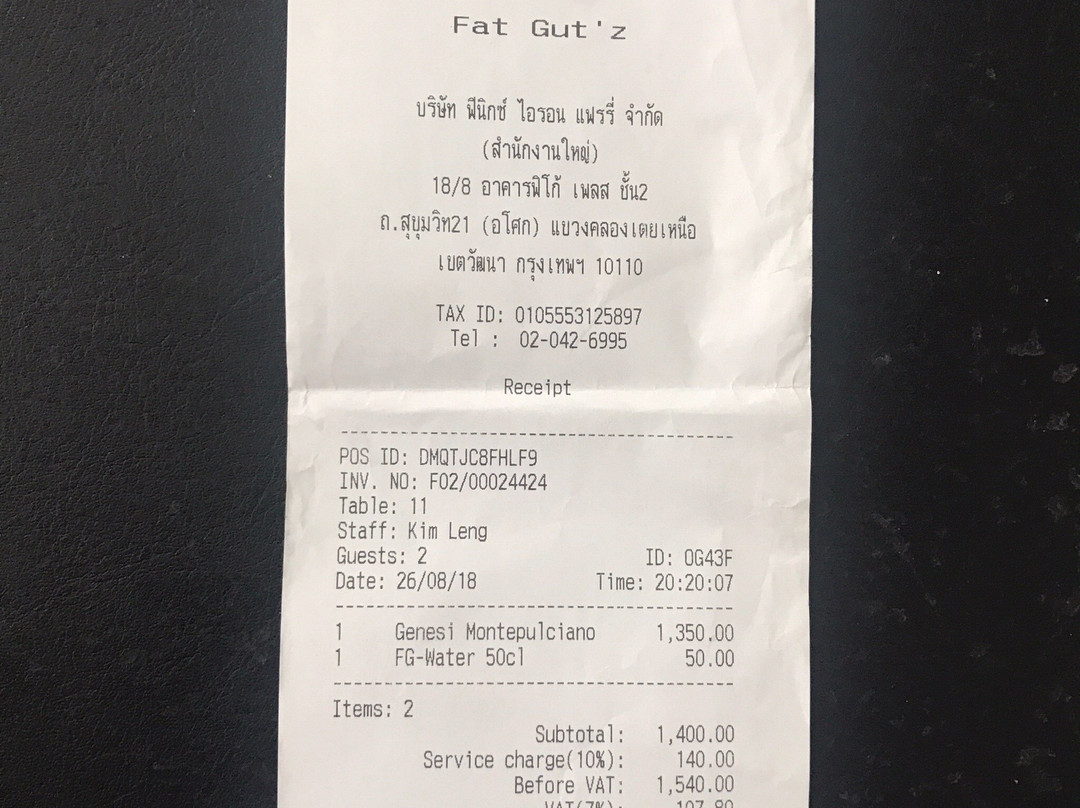 Fat Gut'z
บริษัท ฟีนิกซ์ ไอรอน แฟรรี่ จำกัด
(สำนักงานใหญ่)
18/8 อาคารฟิโก้ เพลส ชั้น2
ถ.สุขุมวิท21 (อโศก) แขวงคลองเตยเหนือ
เขตวัฒนา กรุงเทพฯ 10110
TAX ID: 0105553125897
Tel : 02-042-6995
Receipt
POS ID: DMQTJC8FHLF9
INV. NO: F02/00024424
Table: 11
Staff: Kim Leng
Guests: 2 ID: 0G43F
Date: 26/08/18 Time: 20:20:07
1 Genesi Montepulciano 1,350.00
1 FG-Water 50cl 50.00
Items: 2
Subtotal: 1,400.00
Service charge(10%): 140.00
Before VAT: 1,540.00
VAT(7%): 107.80